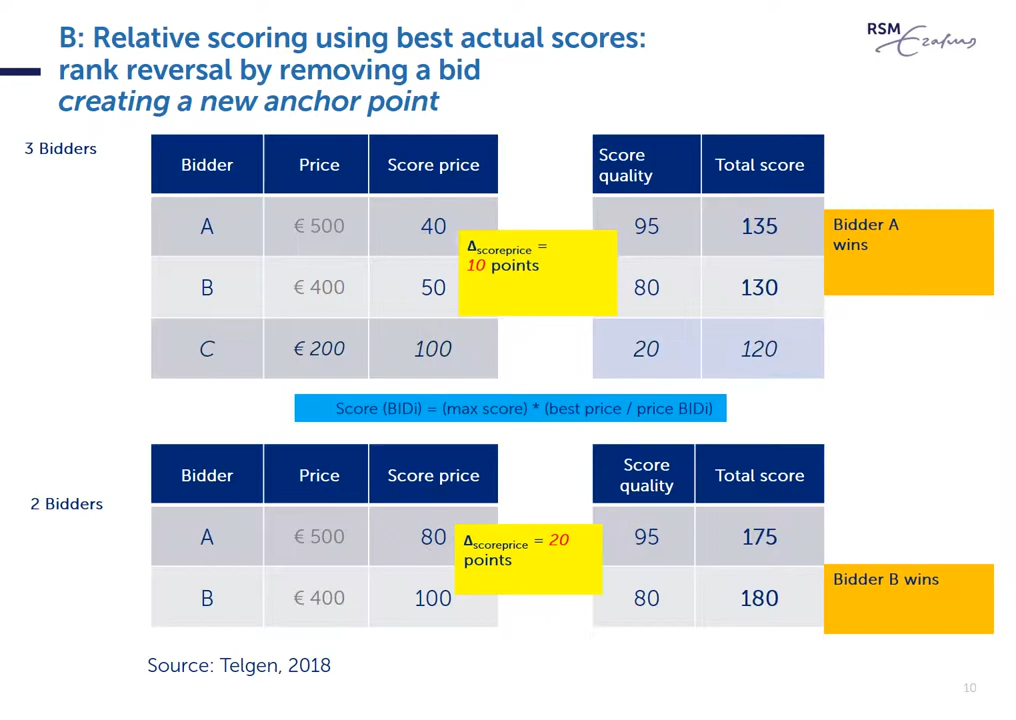 B: Relative scoring using best actual scores:
rank reversal by removing a bid
creating a new anchor point
RSM
Erasmus
3 Bidders
Bidder Price Score price Score quality Total score
A € 500 40 95 135
B € 400 50 80 130
C € 200 100 20 120
Δscoreprice =
10 points
Bidder A
wins
Score (BIDi) = (max score) * (best price / price BIDi)
2 Bidders
Bidder Price Score price Score quality Total score
A € 500 80 95 175
B € 400 100 80 180
Δscoreprice = 20
points
Bidder B wins
Source: Telgen, 2018
10